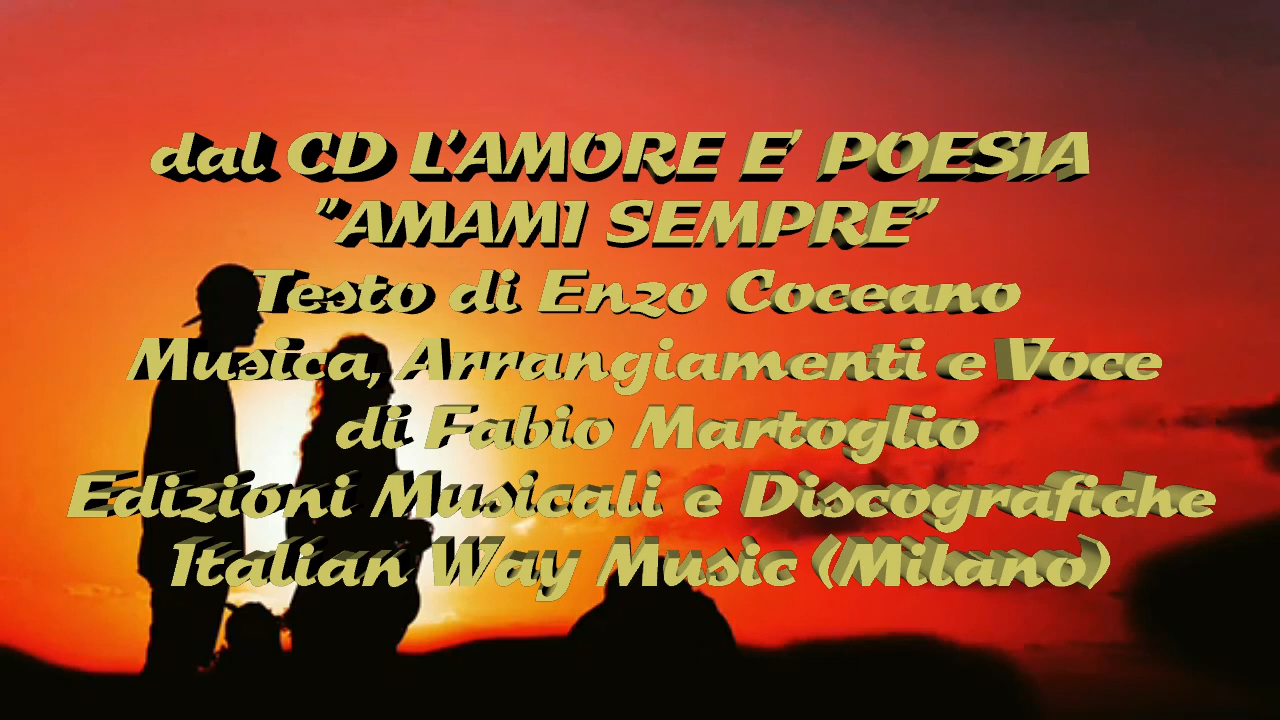 dal CD L'AMORE E' POESIA
"AMAMI SEMPRE"
Testo di Enzo Coceano
Musica, Arrangiamenti e Voce
di Fabio Martoglio
Edizioni Musicali e Discografiche
Italian Way Music (Milano)